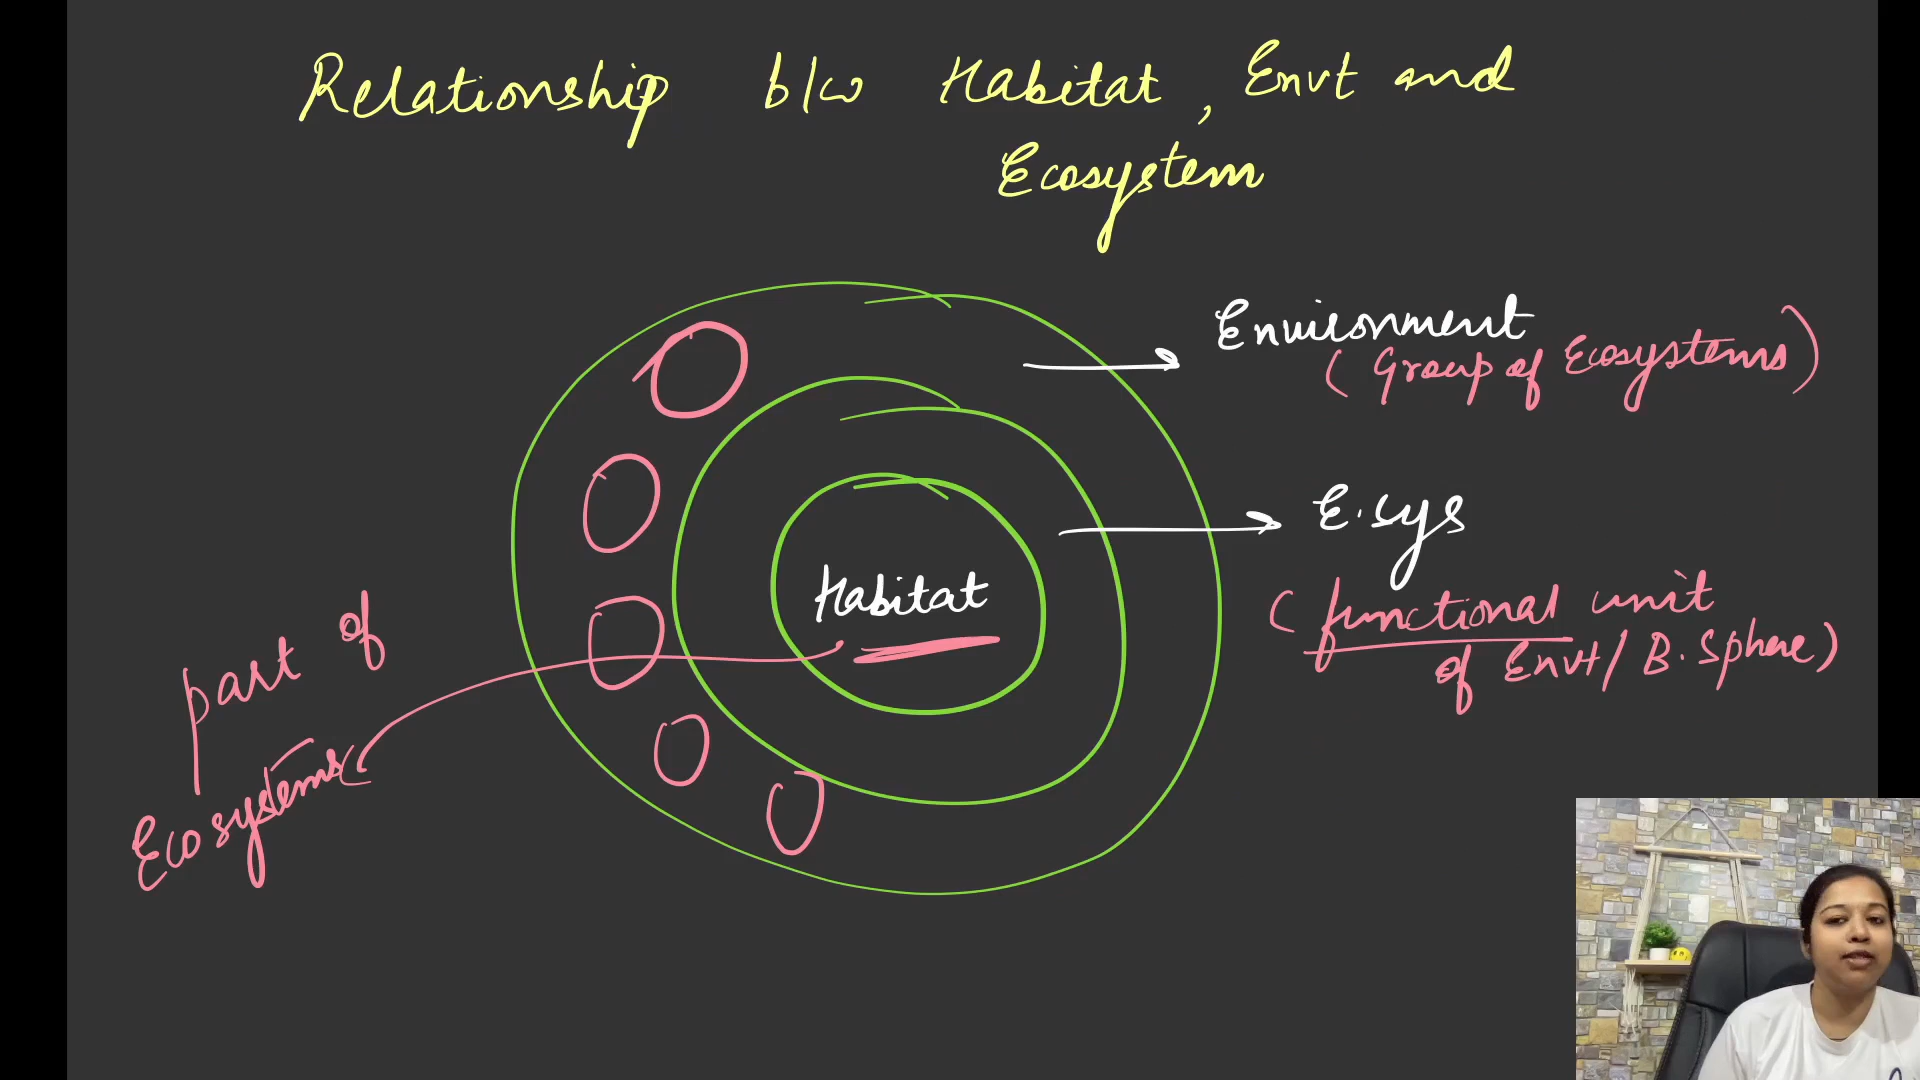 Relationship b/w Habitat, Envt and
Ecosystem
Environment
(Group of Ecosystems)
E.sys
(functional unit
of Envt/B.Sphere)
Habitat
part of
Ecosystems